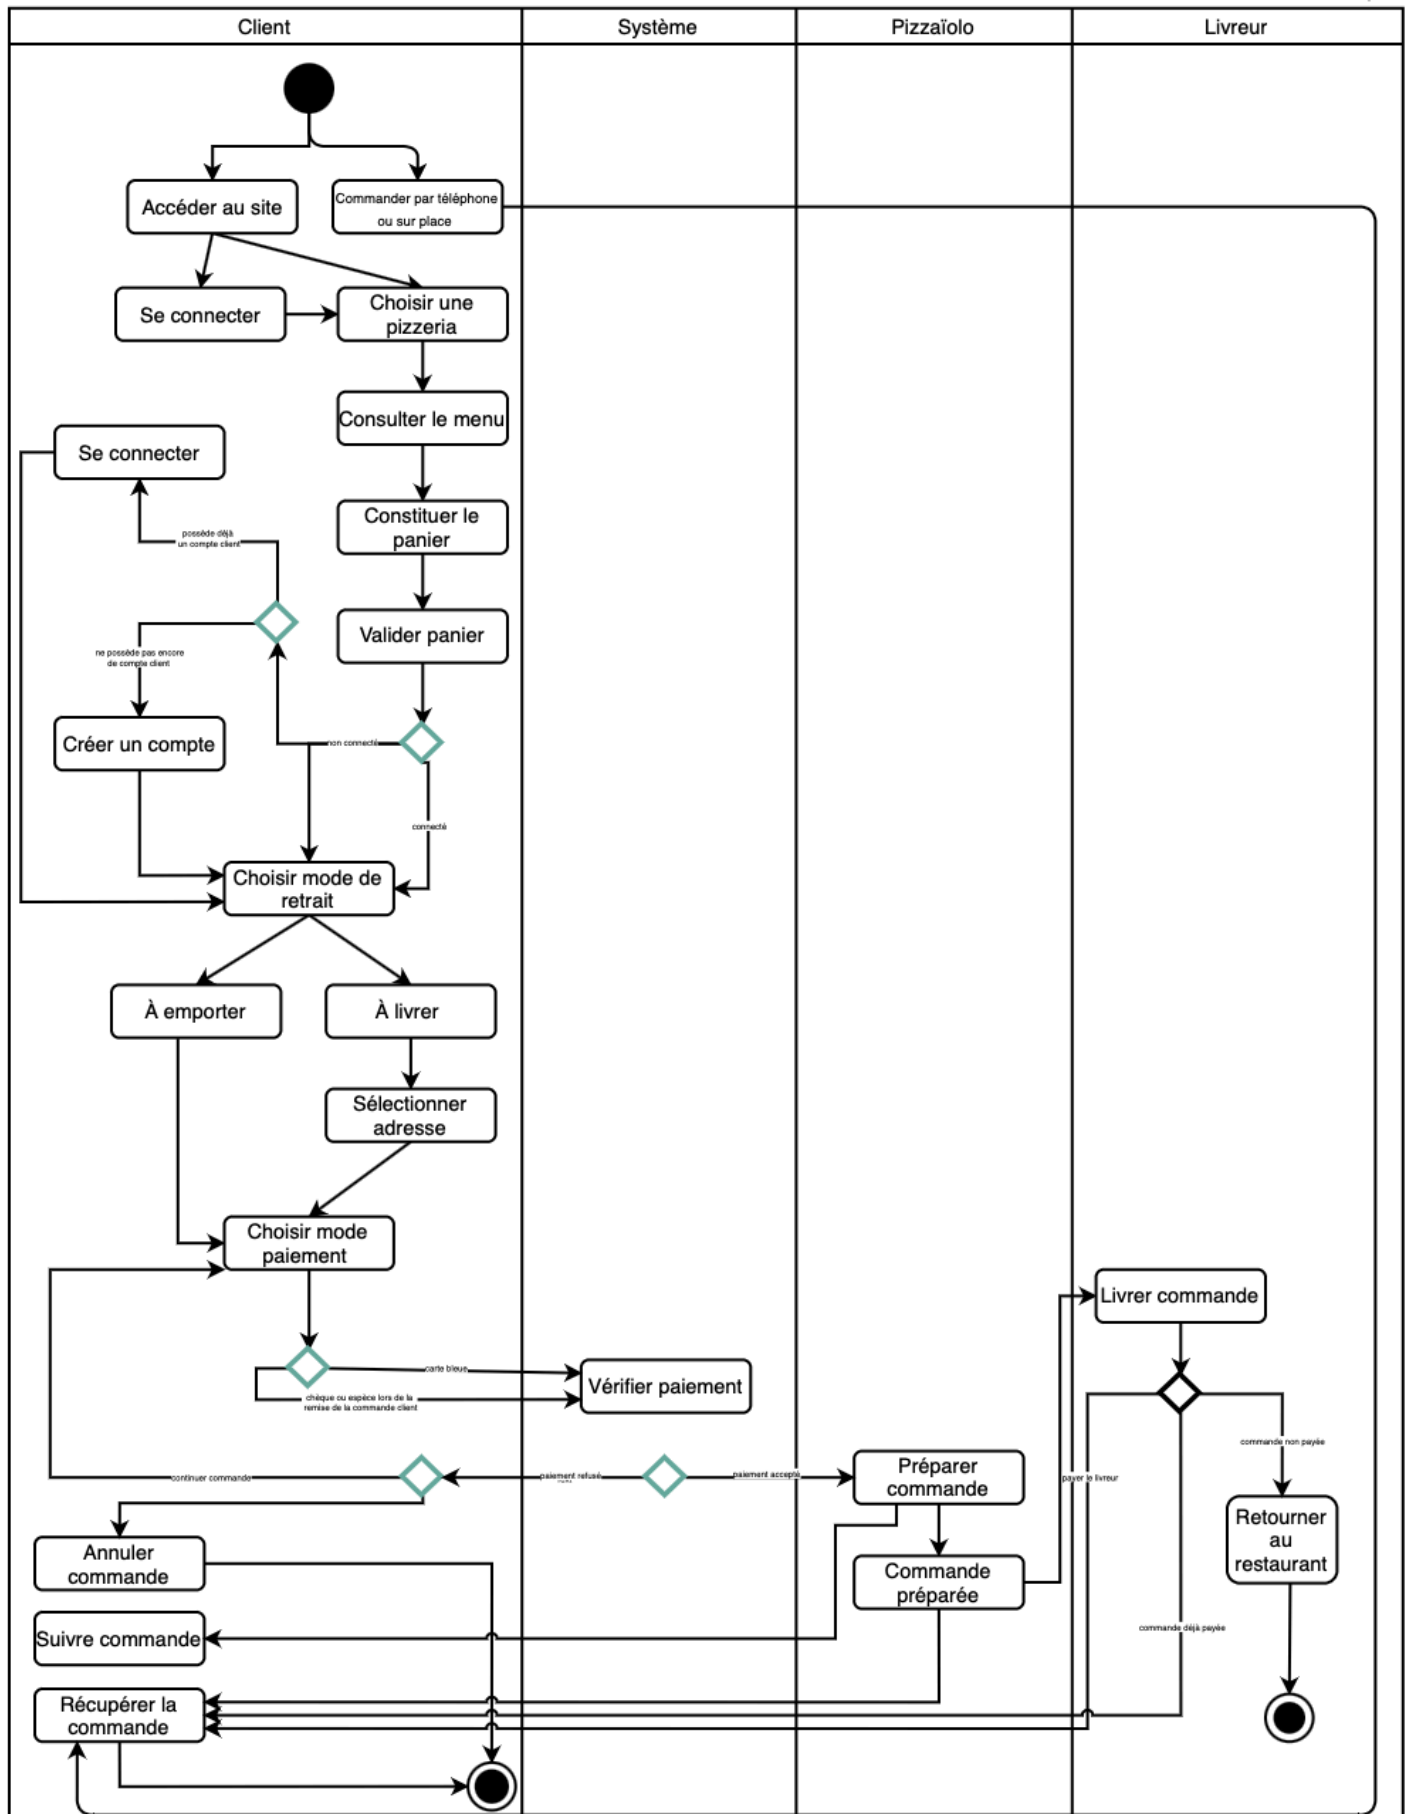 Client
Système
Pizzaïolo
Livreur
Accéder au site
Commander par téléphone
ou sur place
Se connecter
Choisir une
pizzeria
Consulter le menu
Se connecter
Constituer le
panier
possède déjà
un compte client
Valider panier
ne possède pas encore
de compte client
Créer un compte
non connecté
connecté
Choisir mode de
retrait
À emporter
À livrer
Sélectionner
adresse
Choisir mode
paiement
Livrer commande
carte bleue
Vérifier paiement
chèque ou espèce lors de la
remise de la commande client
commande non payée
continuer commande
paiement refusé
paiement accepté
Préparer
commande
payer le livreur
Retourner
au
restaurant
Annuler
commande
Commande
préparée
commande déjà payée
Suivre commande
Récupérer la
commande